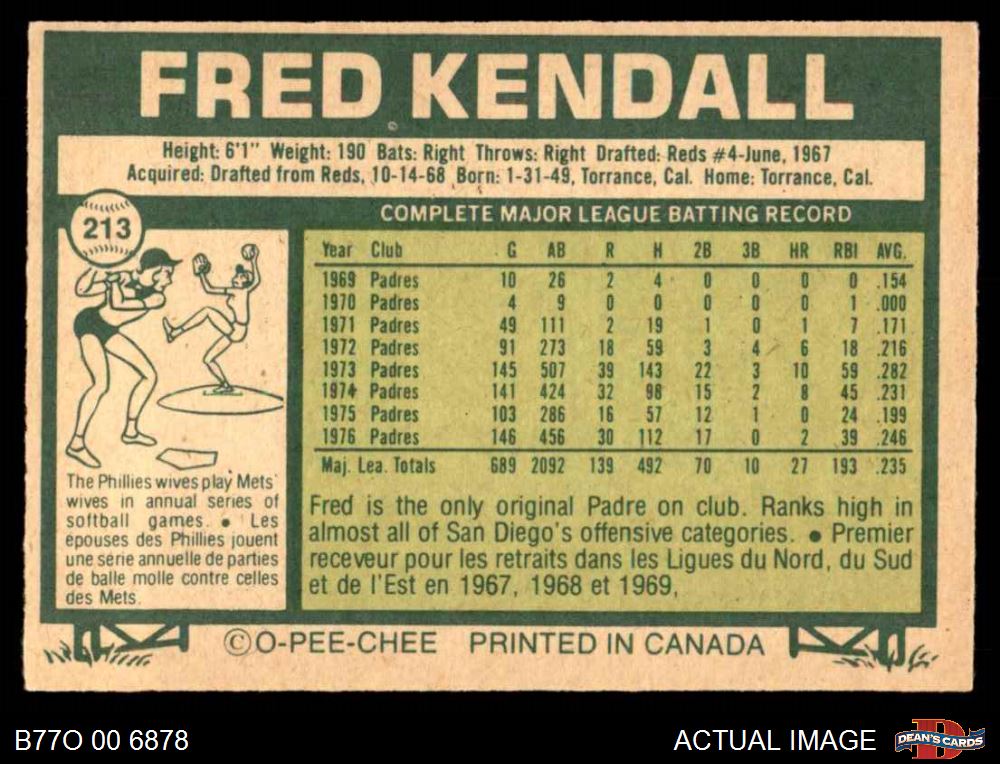 FRED KENDALL
Height: 6'1" Weight: 190 Bats: Right Throws: Right Drafted: Reds #4-June, 1967
Acquired: Drafted from Reds, 10-14-68 Born: 1-31-49, Torrance, Cal. Home: Torrance, Cal.
213
COMPLETE MAJOR LEAGUE BATTING RECORD
Year Club G AB R H 2B 3B HR RBI AVG.
1969 Padres 10 26 2 4 0 0 0 0 .154
1970 Padres 4 9 0 0 0 0 0 1 .000
1971 Padres 49 111 2 19 1 0 1 7 .171
1972 Padres 91 273 18 59 3 4 6 18 .216
1973 Padres 145 507 39 143 22 3 10 59 .282
1974 Padres 141 424 32 98 15 2 8 45 .231
1975 Padres 103 286 16 57 12 1 0 24 .199
1976 Padres 146 456 30 112 17 0 2 39 .246
Maj. Lea. Totals 689 2092 139 492 70 10 27 193 .235
The Phillies wives play Mets'
wives in annual series of
softball games. • Les
épouses des Phillies jouent
une série annuelle de parties
de balle molle contre celles
des Mets.
Fred is the only original Padre on club. Ranks high in
almost all of San Diego's offensive categories. • Premier
receveur pour les retraits dans les Ligues du Nord, du Sud
et de l'Est en 1967, 1968 et 1969,
©O-PEE-CHEE PRINTED IN CANADA
B77O 00 6878
ACTUAL IMAGE
DEAN'S CARDS